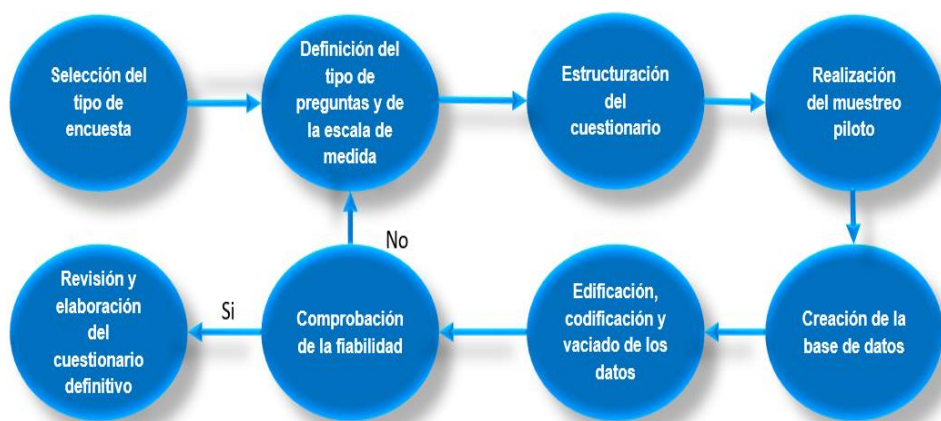 Selección del
tipo de
encuesta
Definición del
tipo de
preguntas y de
la escala de
medida
Estructuración
del
cuestionario
Realización
del muestreo
piloto
No
Revisión y
elaboración
del
cuestionario
definitivo
Si
Comprobación
de la fiabilidad
Edificación,
codificación y
vaciado de los
datos
Creación de la
base de datos